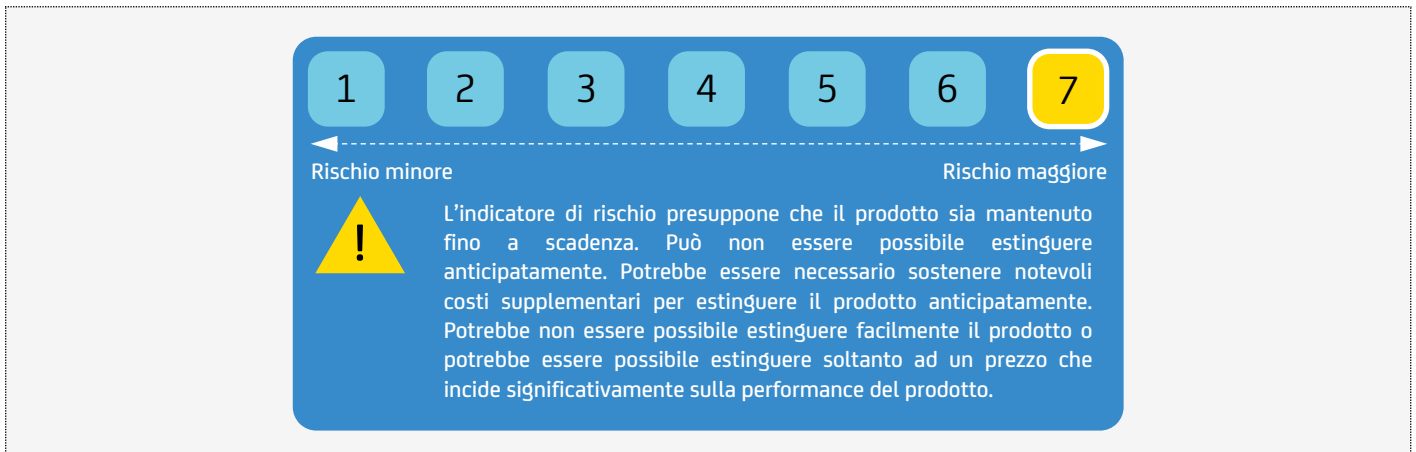 1 2 3 4 5 6 7
Rischio minore Rischio maggiore
!
L'indicatore di rischio presuppone che il prodotto sia mantenuto
fino a scadenza. Può non essere possibile estinguere
anticipatamente. Potrebbe essere necessario sostenere notevoli
costi supplementari per estinguere il prodotto anticipatamente.
Potrebbe non essere possibile estinguere facilmente il prodotto o
potrebbe essere possibile estinguere soltanto ad un prezzo che
incide significativamente sulla performance del prodotto.